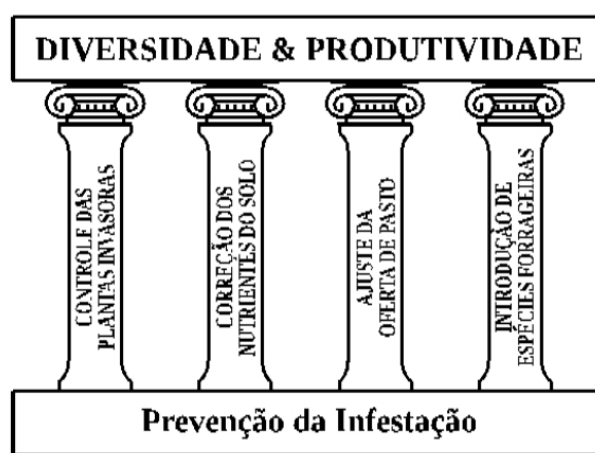 DIVERSIDADE & PRODUTIVIDADE
CONTROLE DAS
PLANTAS INVASORAS
CORREÇÃO DOS
NUTRIENTES DO SOLO
AJUSTE DA
OFERTA DE PASTO
INTRODUÇÃO DE
ESPÉCIES FORRAGEIRAS
Prevenção da Infestação